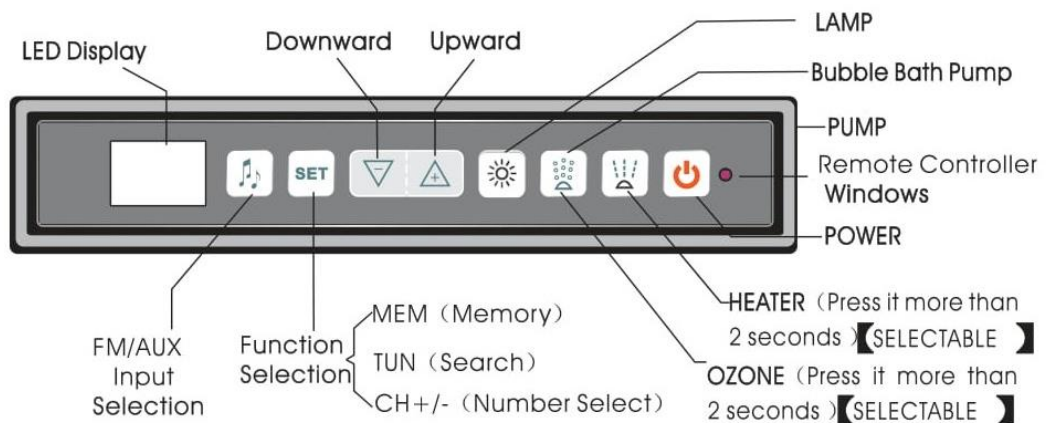 LAMP
LED Display
Downward
Upward
Bubble Bath Pump
PUMP
SET
-
+
Remote Controller
Windows
POWER
FM/AUX
Input
Selection
Function
Selection
MEM（Memory）
TUN（Search）
CH+/-（Number Select）
HEATER（Press it more than
2 seconds ）【SELECTABLE 】
OZONE（Press it more than
2 seconds ）【SELECTABLE 】